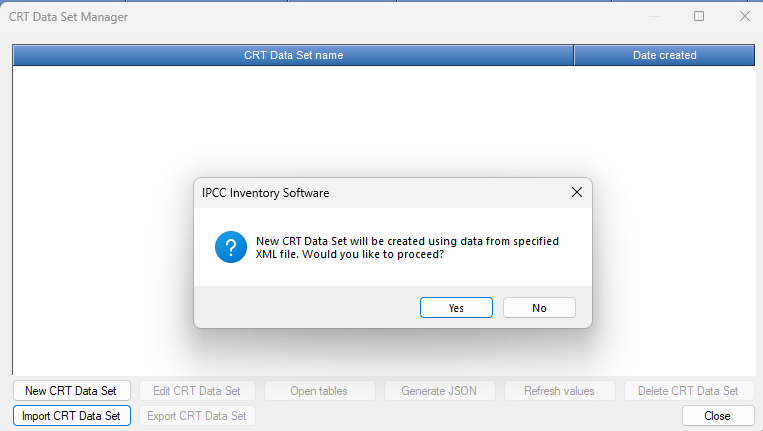 CRT Data Set Manager
CRT Data Set name
Date created
IPCC Inventory Software
New CRT Data Set will be created using data from specified
XML file. Would you like to proceed?
Yes
No
New CRT Data Set
Edit CRT Data Set
Open tables
Generate JSON
Refresh values
Delete CRT Data Set
Import CRT Data Set
Export CRT Data Set
Close